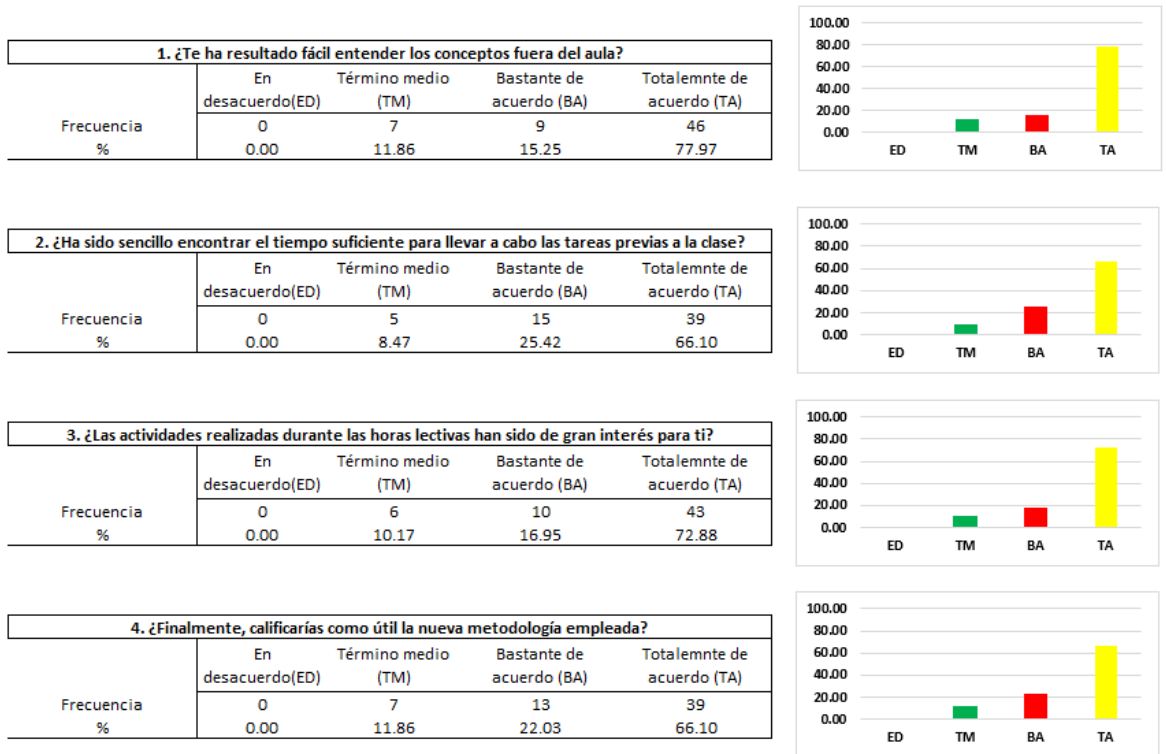 1. ¿Te ha resultado fácil entender los conceptos fuera del aula?
En Término medio Bastante de Totalemnte de
desacuerdo(ED) (TM) acuerdo (BA) acuerdo (TA)
Frecuencia 0 7 9 46
% 0.00 11.86 15.25 77.97
100.00
80.00
60.00
40.00
20.00
0.00
ED TM BA TA
2. ¿Ha sido sencillo encontrar el tiempo suficiente para llevar a cabo las tareas previas a la clase?
En Término medio Bastante de Totalemnte de
desacuerdo(ED) (TM) acuerdo (BA) acuerdo (TA)
Frecuencia 0 5 15 39
% 0.00 8.47 25.42 66.10
100.00
80.00
60.00
40.00
20.00
0.00
ED TM BA TA
3. ¿Las actividades realizadas durante las horas lectivas han sido de gran interés para ti?
En Término medio Bastante de Totalemnte de
desacuerdo(ED) (TM) acuerdo (BA) acuerdo (TA)
Frecuencia 0 6 10 43
% 0.00 10.17 16.95 72.88
100.00
80.00
60.00
40.00
20.00
0.00
ED TM BA TA
4. ¿Finalmente, calificarías como útil la nueva metodología empleada?
En Término medio Bastante de Totalemnte de
desacuerdo(ED) (TM) acuerdo (BA) acuerdo (TA)
Frecuencia 0 7 13 39
% 0.00 11.86 22.03 66.10
100.00
80.00
60.00
40.00
20.00
0.00
ED TM BA TA